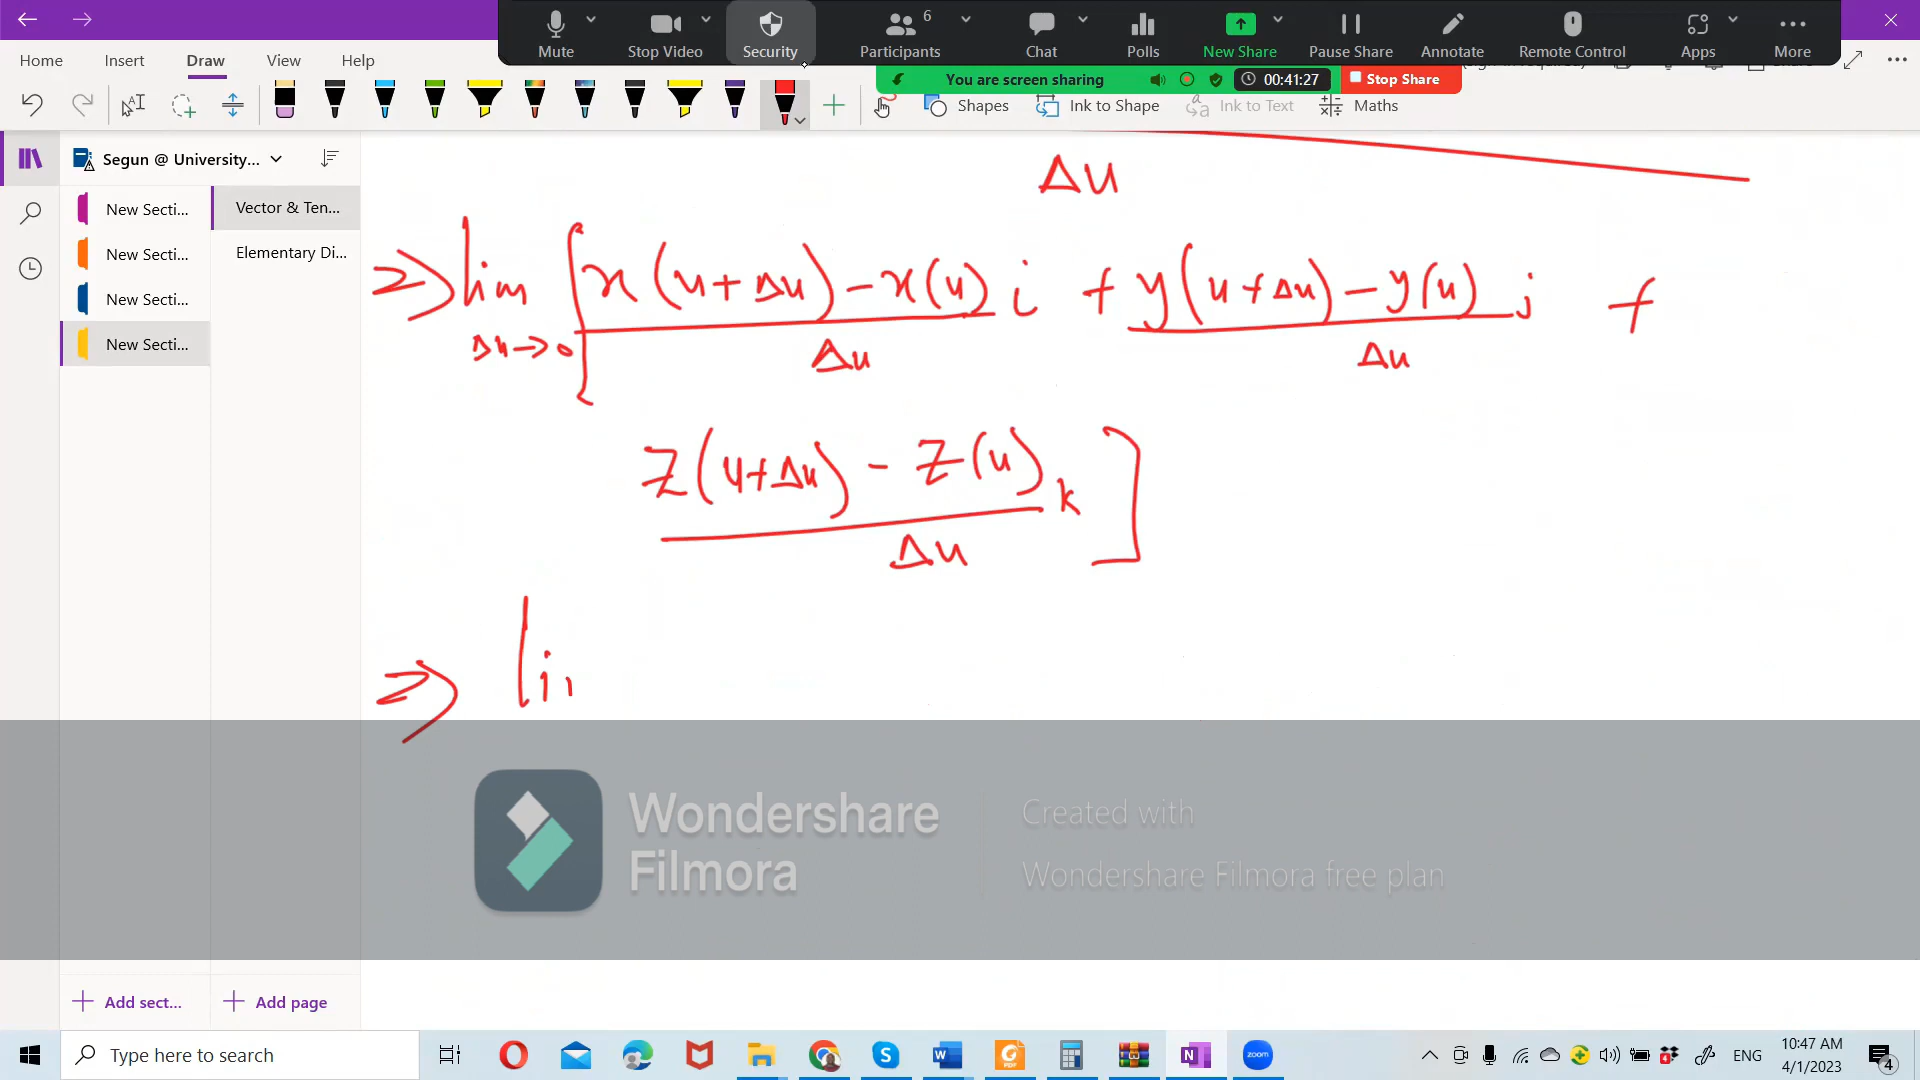 Mute
Stop Video
Security
Participants
6
Chat
Polls
New Share
Pause Share
Annotate
Remote Control
Apps
More
You are screen sharing
00:41:27
Stop Share
Home
Insert
Draw
View
Help
Shapes
Ink to Shape
Ink to Text
Maths
Segun @ University...
New Secti...
New Secti...
New Secti...
New Secti...
Vector & Ten...
Elementary Di...
Δu
⇒ lim [ x(u+Δu) - x(u) i + y(u+Δu) - y(u) j +
Δu→0 Δu Δu
z(u+Δu) - z(u) k ]
Δu
⇒
Wondershare
Filmora
Created with
Wondershare Filmora free plan
Add sect...
Add page
Type here to search
ENG
10:47 AM
4/1/2023
4
zoom